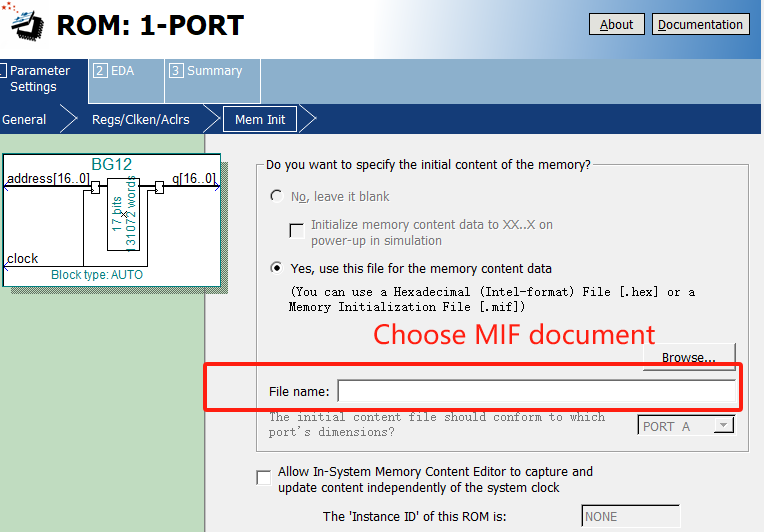 ROM: 1-PORT
About
Documentation
1 Parameter Settings
2 EDA
3 Summary
General
Regs/Clken/Aclrs
Mem Init
BG12
address[16..0]
q[16..0]
17 bits
131072 words
clock
Block type: AUTO
Do you want to specify the initial content of the memory?
No, leave it blank
Initialize memory content data to XX..X on
power-up in simulation
Yes, use this file for the memory content data
(You can use a Hexadecimal (Intel-format) File [.hex] or a
Memory Initialization File [.mif])
Choose MIF document
Browse...
File name:
The initial content file should conform to which
port's dimensions?
PORT A
Allow In-System Memory Content Editor to capture and
update content independently of the system clock
The 'Instance ID' of this ROM is:
NONE